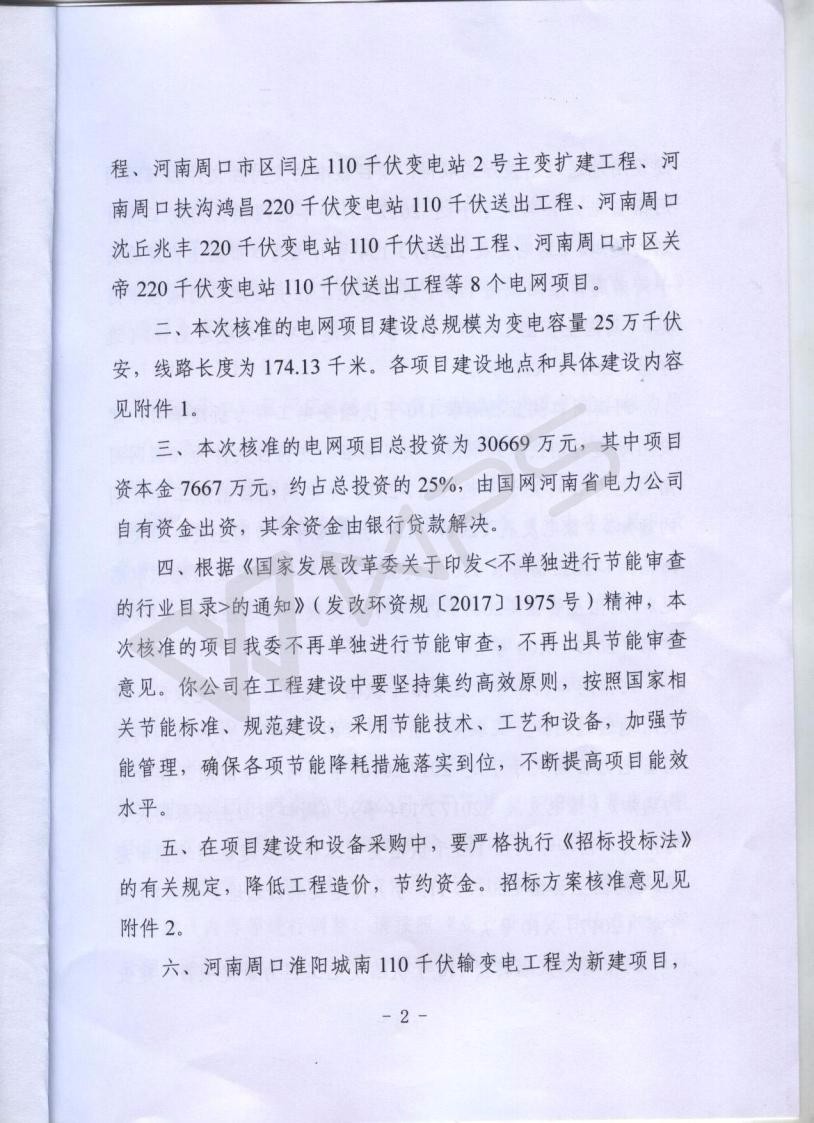 程、河南周口市区闫庄 110 千伏变电站 2 号主变扩建工程、河
南周口扶沟鸿昌 220 千伏变电站 110 千伏送出工程、河南周口
沈丘兆丰 220 千伏变电站 110 千伏送出工程、河南周口市区关
帝 220 千伏变电站 110 千伏送出工程等 8 个电网项目。
二、本次核准的电网项目建设总规模为变电容量 25 万千伏
安，线路长度为 174.13 千米。各项目建设地点和具体建设内容
见附件 1。
三、本次核准的电网项目总投资为 30669 万元，其中项目
资本金 7667 万元，约占总投资的 25%，由国网河南省电力公司
自有资金出资，其余资金由银行贷款解决。
四、根据《国家发展改革委关于印发<不单独进行节能审查
的行业目录>的通知》（发改环资规〔2017〕1975 号）精神，本
次核准的项目我委不再单独进行节能审查，不再出具节能审查
意见。你公司在工程建设中要坚持集约高效原则，按照国家相
关节能标准、规范建设，采用节能技术、工艺和设备，加强节
能管理，确保各项节能降耗措施落实到位，不断提高项目能效
水平。
五、在项目建设和设备采购中，要严格执行《招标投标法》
的有关规定，降低工程造价，节约资金。招标方案核准意见见
附件 2。
六、河南周口淮阳城南 110 千伏输变电工程为新建项目，
- 2 -
WPS